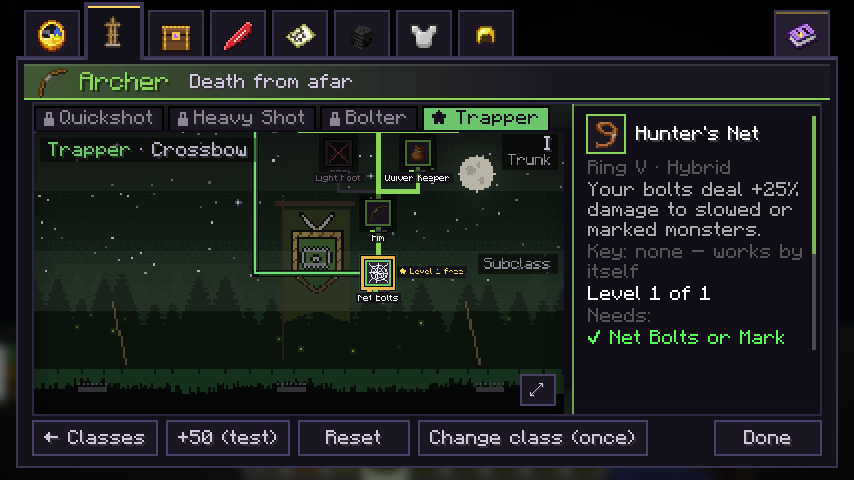 Archer Death from afar
Quickshot
Heavy Shot
Bolter
Trapper
Trapper · Crossbow
I
Trunk
Light Foot
Quiver Keeper
Aim
Subclass
Level 1 free
Net Bolts
Hunter's Net
Ring V · Hybrid
Your bolts deal +25%
damage to slowed or
marked monsters.
Key: none — works by
itself
Level 1 of 1
Needs:
✓ Net Bolts or Mark
← Classes
+50 (test)
Reset
Change class (once)
Done